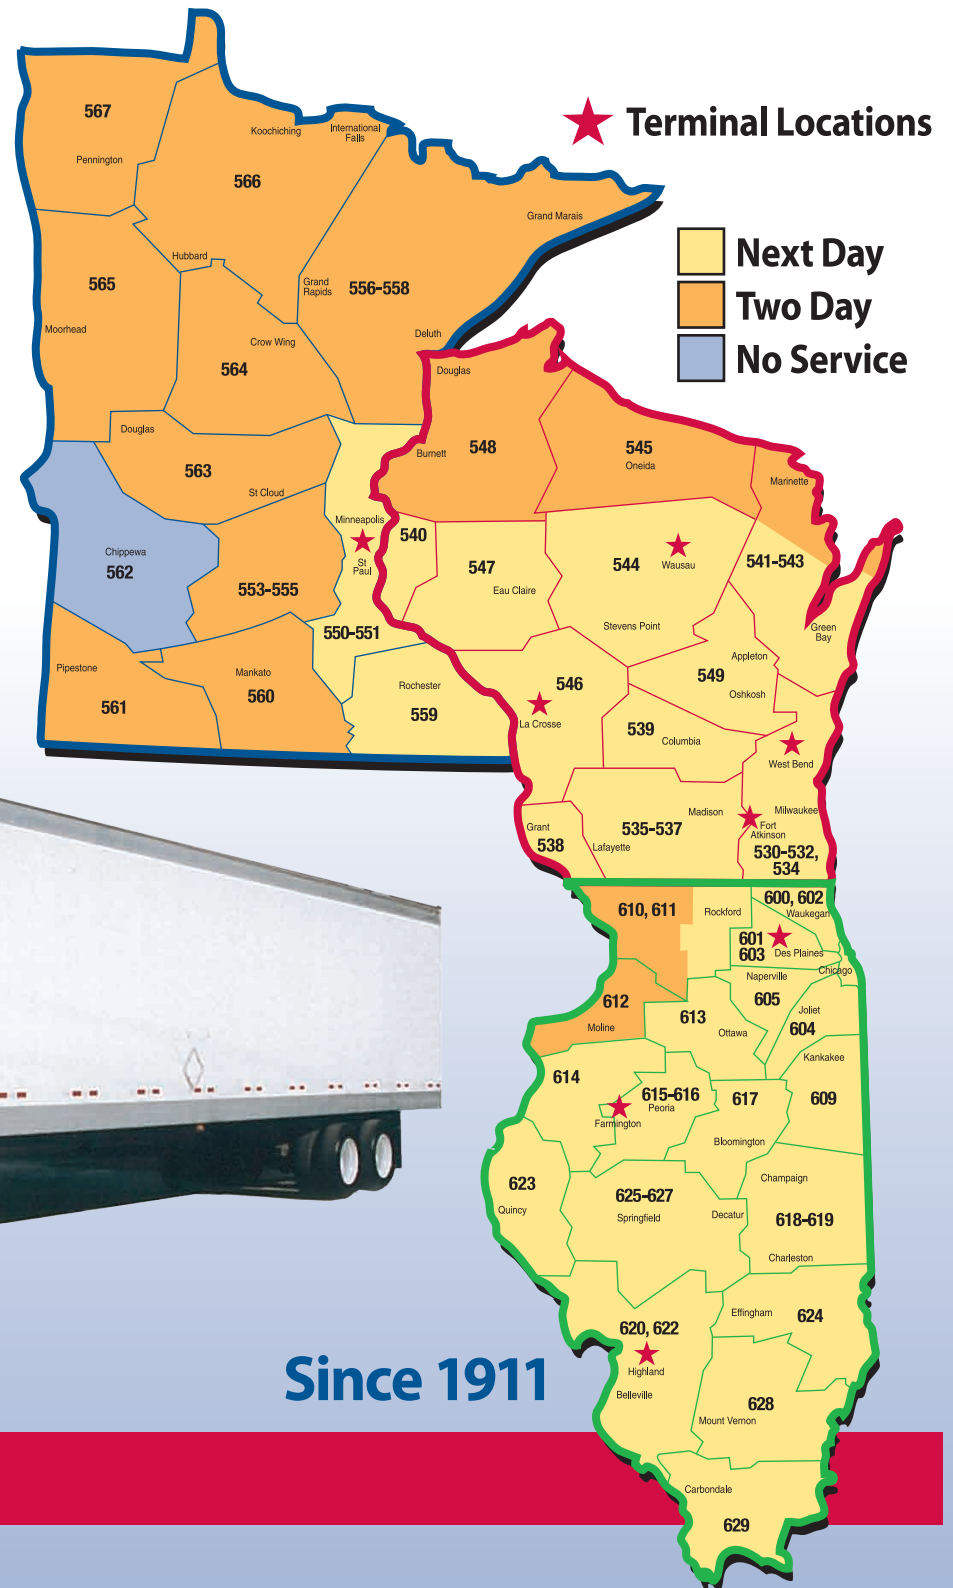 Terminal Locations
Next Day
Two Day
No Service
567
Pennington
Koochiching
International
Falls
566
Grand Marais
Hubbard
565
Grand
Rapids
556-558
Moorhead
Deluth
Crow Wing
564
Douglas
Douglas
563
St Cloud
Burnett
548
545
Oneida
Marinette
Minneapolis
St
Paul
540
Chippewa
562
553-555
547
Eau Claire
544
Wausau
541-543
550-551
Stevens Point
Green
Bay
Appleton
Pipestone
561
Mankato
560
Rochester
559
546
La Crosse
549
Oshkosh
539
Columbia
West Bend
Grant
538
535-537
Lafayette
Madison
Milwaukee
Fort
Atkinson
530-532,
534
610, 611
Rockford
600, 602
Waukegan
601
603
Des Plaines
Chicago
Naperville
605
612
Moline
613
Ottawa
Joliet
604
Kankakee
614
615-616
Peoria
Farmington
617
609
Bloomington
623
Quincy
625-627
Springfield
Decatur
Champaign
618-619
Charleston
Effingham
624
620, 622
Highland
Belleville
628
Mount Vernon
Carbondale
629
Since 1911